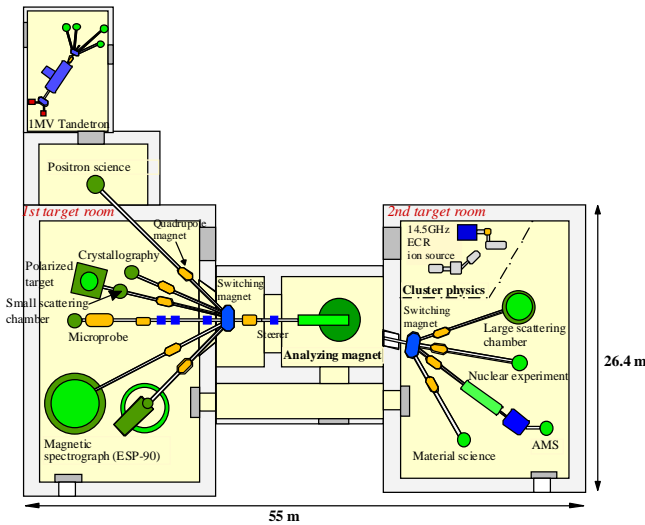 1MV Tandetron
Positron science
1st target room
2nd target room
Quadrupole
magnet
14.5GHz
ECR
ion source
Crystallography
Polarized
target
Switching
magnet
Cluster physics
Small scattering
chamber
Switching
magnet
Large scattering
chamber
Microprobe
Steerer
Analyzing magnet
26.4 m
Nuclear experiment
Magnetic
spectrograph (ESP-90)
Material science
AMS
55 m